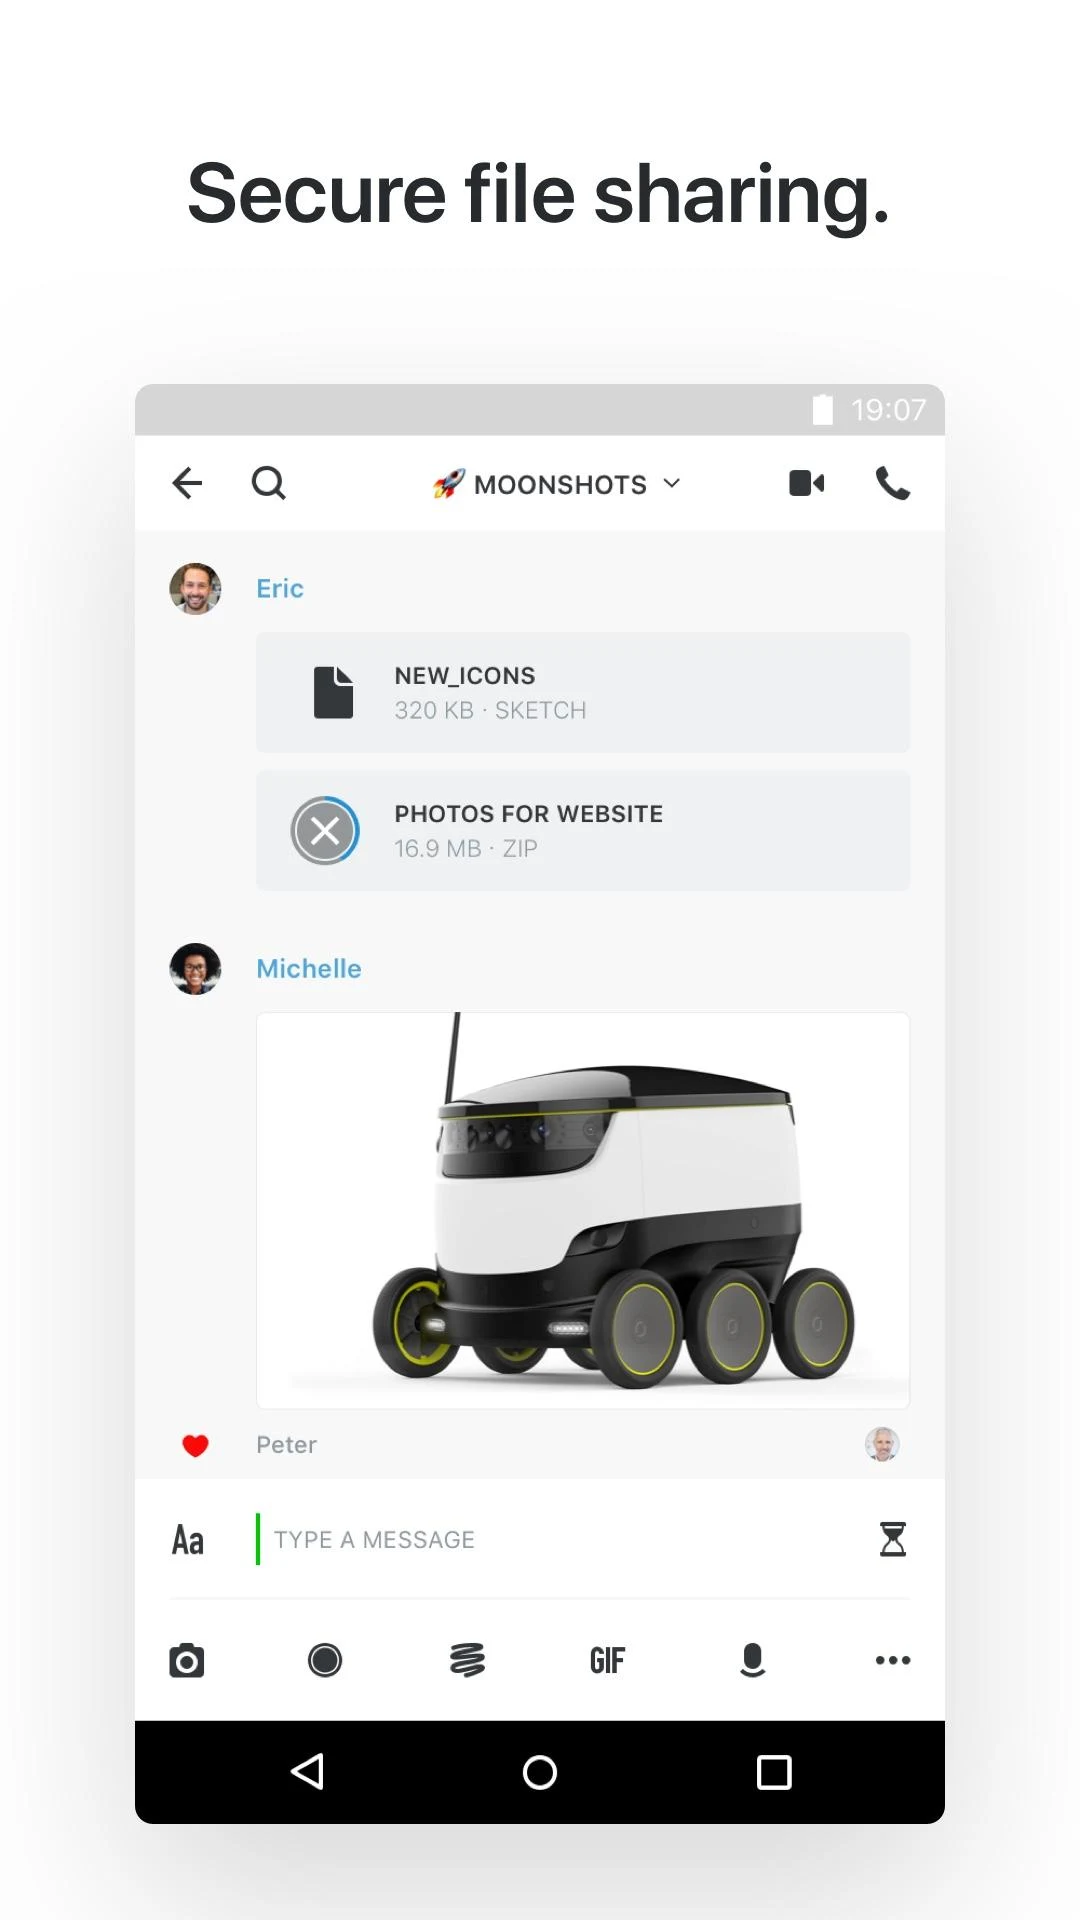 Secure file sharing.
19:07
🚀 MOONSHOTS
Eric
NEW_ICONS
320 KB · SKETCH
PHOTOS FOR WEBSITE
16.9 MB · ZIP
Michelle
Peter
Aa
TYPE A MESSAGE
GIF